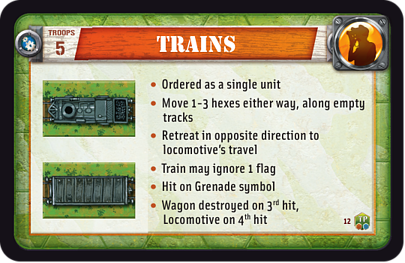 TROOPS
5
TRAINS
• Ordered as a single unit
• Move 1-3 hexes either way, along empty
tracks
• Retreat in opposite direction to
locomotive's travel
• Train may ignore 1 flag
• Hit on Grenade symbol
• Wagon destroyed on 3rd hit,
Locomotive on 4th hit
12